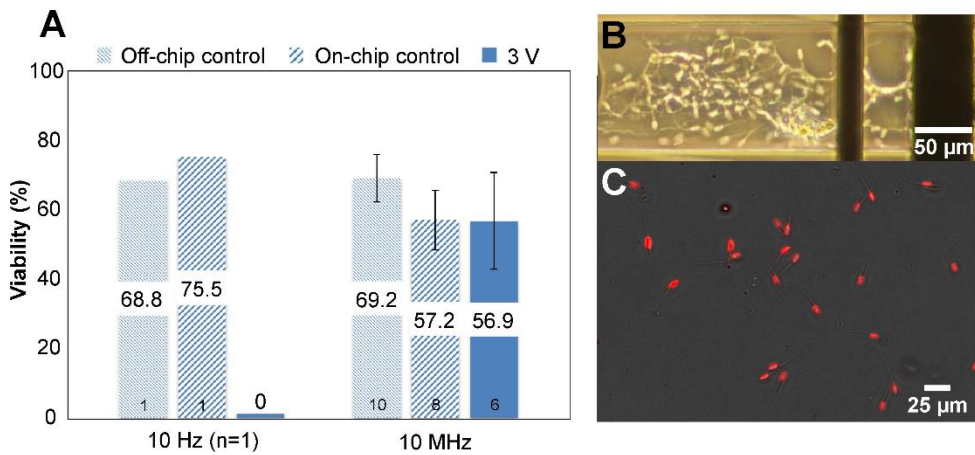 A
Off-chip control On-chip control 3 V
Viability (%)
100
80
60
40
20
0
68.8 75.5 0
69.2 57.2 56.9
1 1 10 8 6
10 Hz (n=1) 10 MHz
B
50 µm
C
25 µm